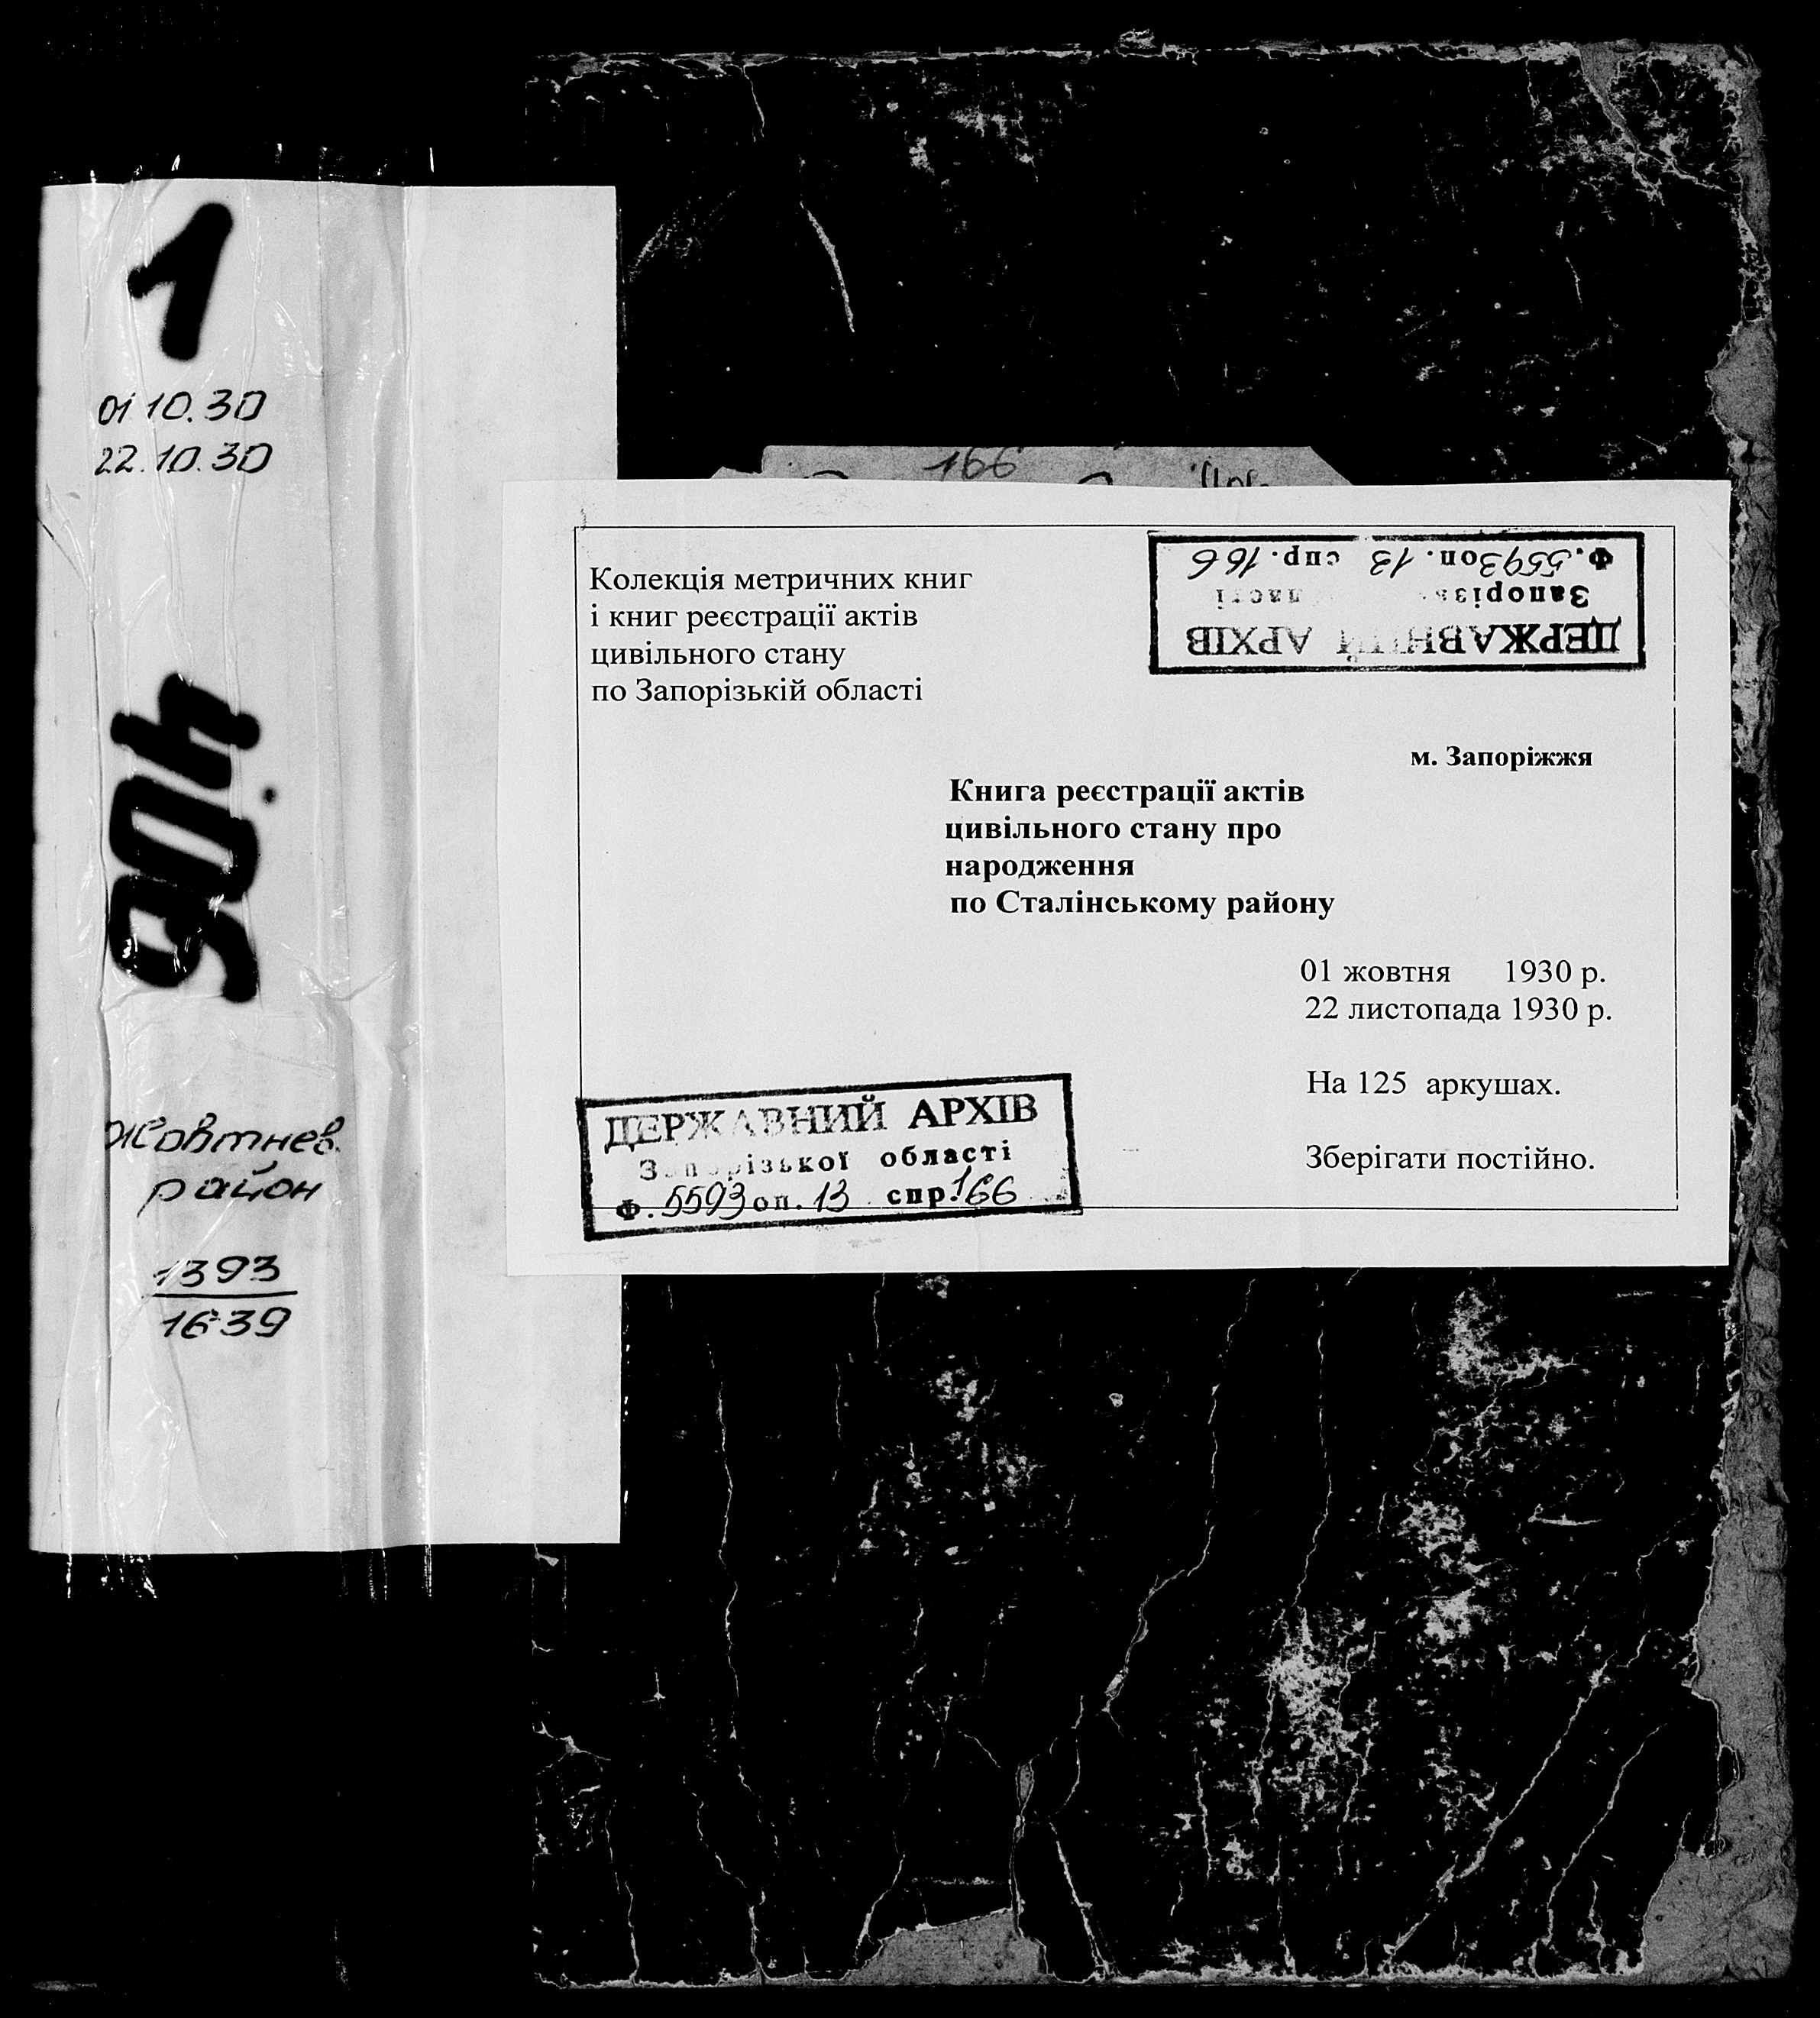 1
01.10.30
22.10.30
Жовтнев.
район
1393
1639
166
Колекція метричних книг
і книг реєстрації актів
цивільного стану
по Запорізькій області
ДЕРЖАВНИЙ АРХІВ
Ф. 5593 оп. 13 спр. 166
м. Запоріжжя
Книга реєстрації актів
цивільного стану про
народження
по Сталінському району
01 жовтня 1930 р.
22 листопада 1930 р.
На 125 аркушах.
Зберігати постійно.
ДЕРЖАВНИЙ АРХІВ
Запорізької області
Ф. 5593 оп. 13 спр. 166